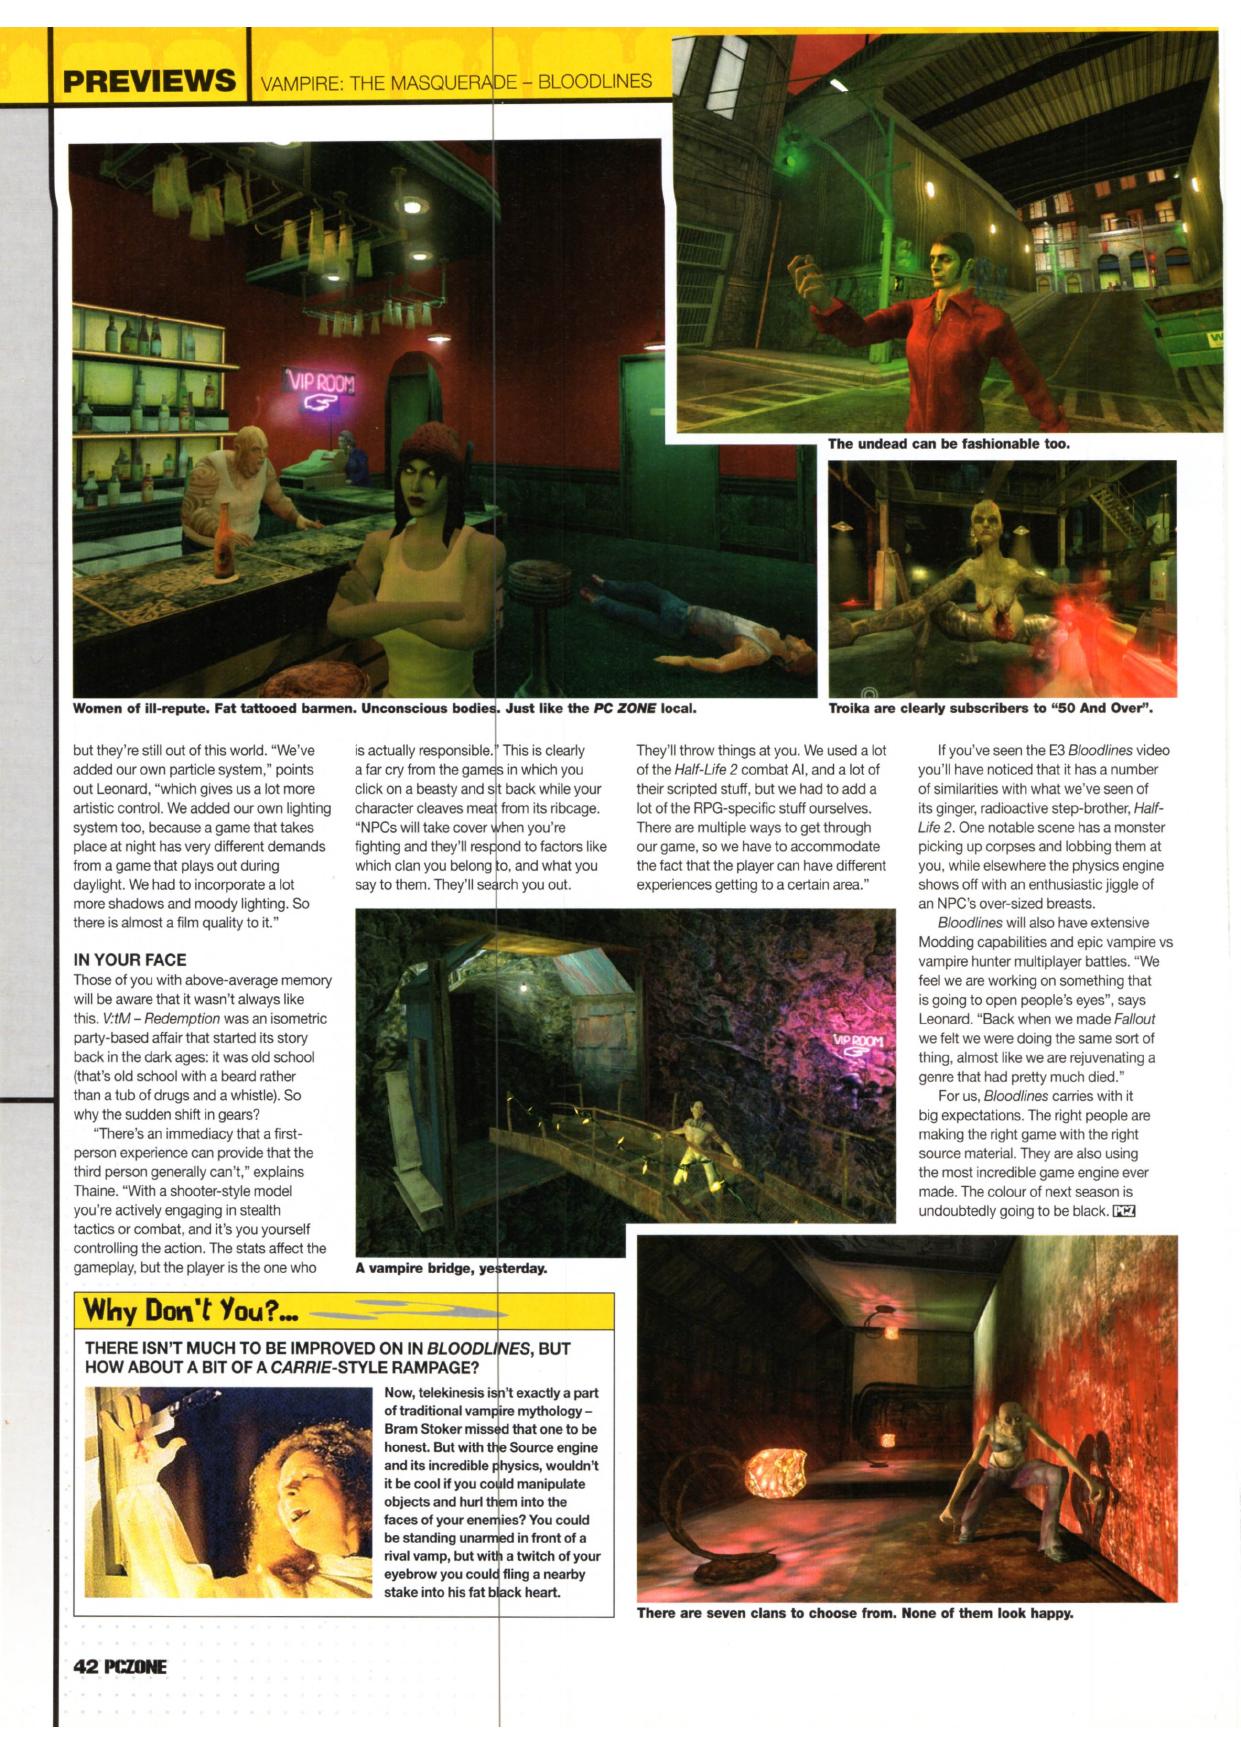 PREVIEWS
VAMPIRE: THE MASQUERADE – BLOODLINES
VIP ROOM
The undead can be fashionable too.
Women of ill-repute. Fat tattooed barmen. Unconscious bodies. Just like the PC ZONE local.
Troika are clearly subscribers to “50 And Over”.
but they’re still out of this world. “We’ve
added our own particle system,” points
out Leonard, “which gives us a lot more
artistic control. We added our own lighting
system too, because a game that takes
place at night has very different demands
from a game that plays out during
daylight. We had to incorporate a lot
more shadows and moody lighting. So
there is almost a film quality to it.”
IN YOUR FACE
Those of you with above-average memory
will be aware that it wasn’t always like
this. V:tM – Redemption was an isometric
party-based affair that started its story
back in the dark ages: it was old school
(that’s old school with a beard rather
than a tub of drugs and a whistle). So
why the sudden shift in gears?
“There’s an immediacy that a first-
person experience can provide that the
third person generally can’t,” explains
Thaine. “With a shooter-style model
you’re actively engaging in stealth
tactics or combat, and it’s you yourself
controlling the action. The stats affect the
gameplay, but the player is the one who
is actually responsible.” This is clearly
a far cry from the games in which you
click on a beasty and sit back while your
character cleaves meat from its ribcage.
“NPCs will take cover when you’re
fighting and they’ll respond to factors like
which clan you belong to, and what you
say to them. They’ll search you out.
They’ll throw things at you. We used a lot
of the Half-Life 2 combat AI, and a lot of
their scripted stuff, but we had to add a
lot of the RPG-specific stuff ourselves.
There are multiple ways to get through
our game, so we have to accommodate
the fact that the player can have different
experiences getting to a certain area.”
VIP ROOM
A vampire bridge, yesterday.
If you’ve seen the E3 Bloodlines video
you’ll have noticed that it has a number
of similarities with what we’ve seen of
its ginger, radioactive step-brother, Half-
Life 2. One notable scene has a monster
picking up corpses and lobbing them at
you, while elsewhere the physics engine
shows off with an enthusiastic jiggle of
an NPC’s over-sized breasts.
Bloodlines will also have extensive
Modding capabilities and epic vampire vs
vampire hunter multiplayer battles. “We
feel we are working on something that
is going to open people’s eyes”, says
Leonard. “Back when we made Fallout
we felt we were doing the same sort of
thing, almost like we are rejuvenating a
genre that had pretty much died.”
For us, Bloodlines carries with it
big expectations. The right people are
making the right game with the right
source material. They are also using
the most incredible game engine ever
made. The colour of next season is
undoubtedly going to be black. PCZ
Why Don't You?...
THERE ISN’T MUCH TO BE IMPROVED ON IN BLOODLINES, BUT
HOW ABOUT A BIT OF A CARRIE-STYLE RAMPAGE?
Now, telekinesis isn’t exactly a part
of traditional vampire mythology –
Bram Stoker missed that one to be
honest. But with the Source engine
and its incredible physics, wouldn’t
it be cool if you could manipulate
objects and hurl them into the
faces of your enemies? You could
be standing unarmed in front of a
rival vamp, but with a twitch of your
eyebrow you could fling a nearby
stake into his fat black heart.
There are seven clans to choose from. None of them look happy.
42 PCZONE